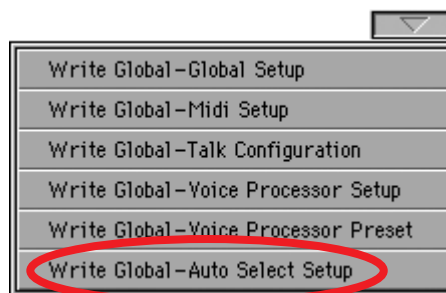 Write Global-Global Setup
Write Global-Midi Setup
Write Global-Talk Configuration
Write Global-Voice Processor Setup
Write Global-Voice Processor Preset
Write Global-Auto Select Setup